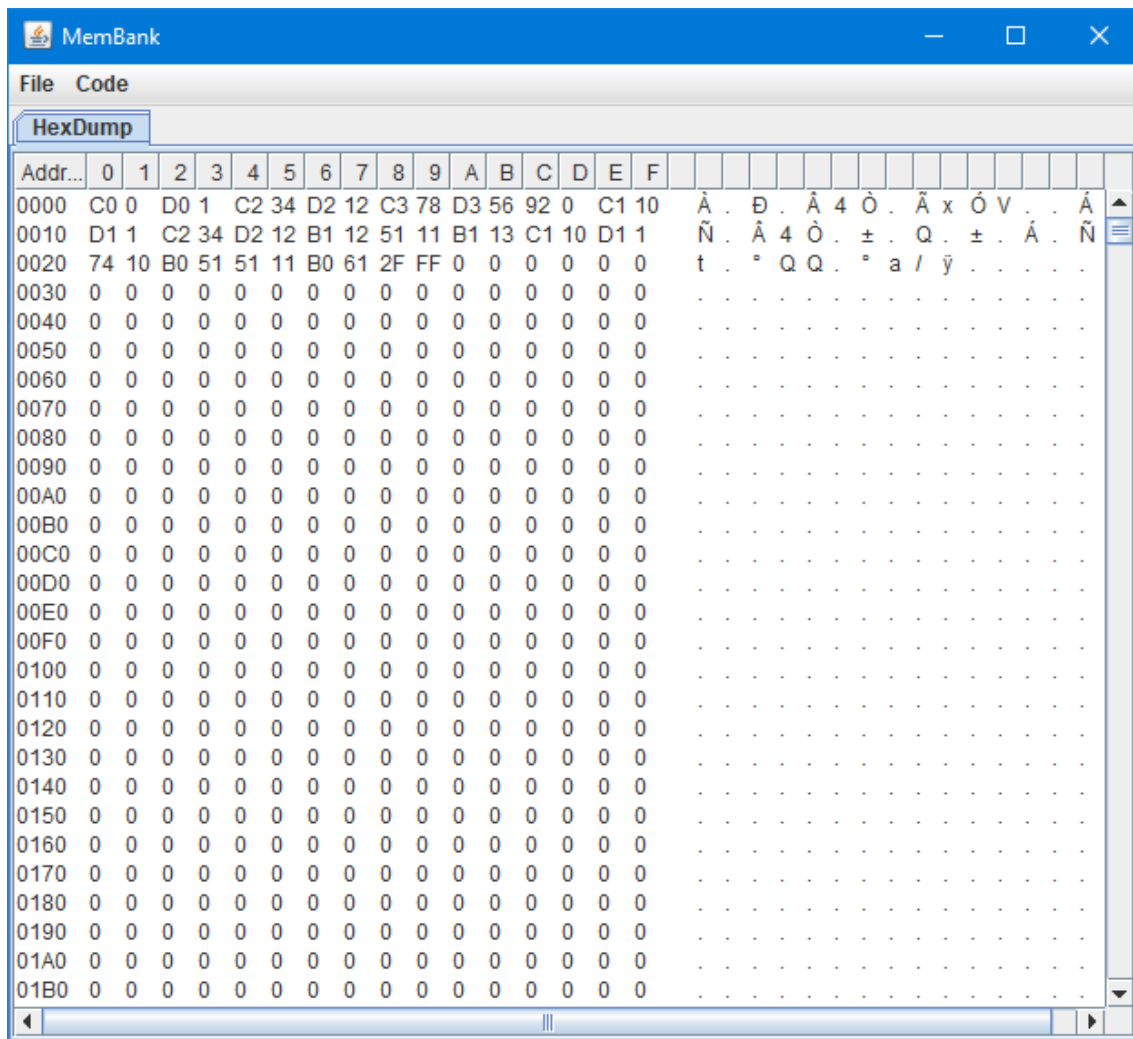 MemBank
File Code
HexDump
Addr... 0 1 2 3 4 5 6 7 8 9 A B C D E F
0000 C0 0 D0 1 C2 34 D2 12 C3 78 D3 56 92 0 C1 10 À . Ð . Â 4 Ò . Ã x Ó V . . Á
0010 D1 1 C2 34 D2 12 B1 12 51 11 B1 13 C1 10 D1 1 Ñ . Â 4 Ò . ± . Q . ± . Á . Ñ
0020 74 10 B0 51 51 11 B0 61 2F FF 0 0 0 0 0 0 t . ° Q Q . ° a / ÿ . . . . .
0030 0 0 0 0 0 0 0 0 0 0 0 0 0 0 0 0 . . . . . . . . . . . . . . .
0040 0 0 0 0 0 0 0 0 0 0 0 0 0 0 0 0 . . . . . . . . . . . . . . .
0050 0 0 0 0 0 0 0 0 0 0 0 0 0 0 0 0 . . . . . . . . . . . . . . .
0060 0 0 0 0 0 0 0 0 0 0 0 0 0 0 0 0 . . . . . . . . . . . . . . .
0070 0 0 0 0 0 0 0 0 0 0 0 0 0 0 0 0 . . . . . . . . . . . . . . .
0080 0 0 0 0 0 0 0 0 0 0 0 0 0 0 0 0 . . . . . . . . . . . . . . .
0090 0 0 0 0 0 0 0 0 0 0 0 0 0 0 0 0 . . . . . . . . . . . . . . .
00A0 0 0 0 0 0 0 0 0 0 0 0 0 0 0 0 0 . . . . . . . . . . . . . . .
00B0 0 0 0 0 0 0 0 0 0 0 0 0 0 0 0 0 . . . . . . . . . . . . . . .
00C0 0 0 0 0 0 0 0 0 0 0 0 0 0 0 0 0 . . . . . . . . . . . . . . .
00D0 0 0 0 0 0 0 0 0 0 0 0 0 0 0 0 0 . . . . . . . . . . . . . . .
00E0 0 0 0 0 0 0 0 0 0 0 0 0 0 0 0 0 . . . . . . . . . . . . . . .
00F0 0 0 0 0 0 0 0 0 0 0 0 0 0 0 0 0 . . . . . . . . . . . . . . .
0100 0 0 0 0 0 0 0 0 0 0 0 0 0 0 0 0 . . . . . . . . . . . . . . .
0110 0 0 0 0 0 0 0 0 0 0 0 0 0 0 0 0 . . . . . . . . . . . . . . .
0120 0 0 0 0 0 0 0 0 0 0 0 0 0 0 0 0 . . . . . . . . . . . . . . .
0130 0 0 0 0 0 0 0 0 0 0 0 0 0 0 0 0 . . . . . . . . . . . . . . .
0140 0 0 0 0 0 0 0 0 0 0 0 0 0 0 0 0 . . . . . . . . . . . . . . .
0150 0 0 0 0 0 0 0 0 0 0 0 0 0 0 0 0 . . . . . . . . . . . . . . .
0160 0 0 0 0 0 0 0 0 0 0 0 0 0 0 0 0 . . . . . . . . . . . . . . .
0170 0 0 0 0 0 0 0 0 0 0 0 0 0 0 0 0 . . . . . . . . . . . . . . .
0180 0 0 0 0 0 0 0 0 0 0 0 0 0 0 0 0 . . . . . . . . . . . . . . .
0190 0 0 0 0 0 0 0 0 0 0 0 0 0 0 0 0 . . . . . . . . . . . . . . .
01A0 0 0 0 0 0 0 0 0 0 0 0 0 0 0 0 0 . . . . . . . . . . . . . . .
01B0 0 0 0 0 0 0 0 0 0 0 0 0 0 0 0 0 . . . . . . . . . . . . . . .